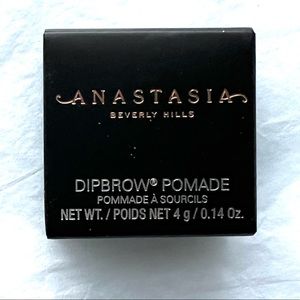 ANASTASIA
BEVERLY HILLS
DIPBROW® POMADE
POMMADE À SOURCILS
NET WT. / POIDS NET 4 g / 0.14 Oz.